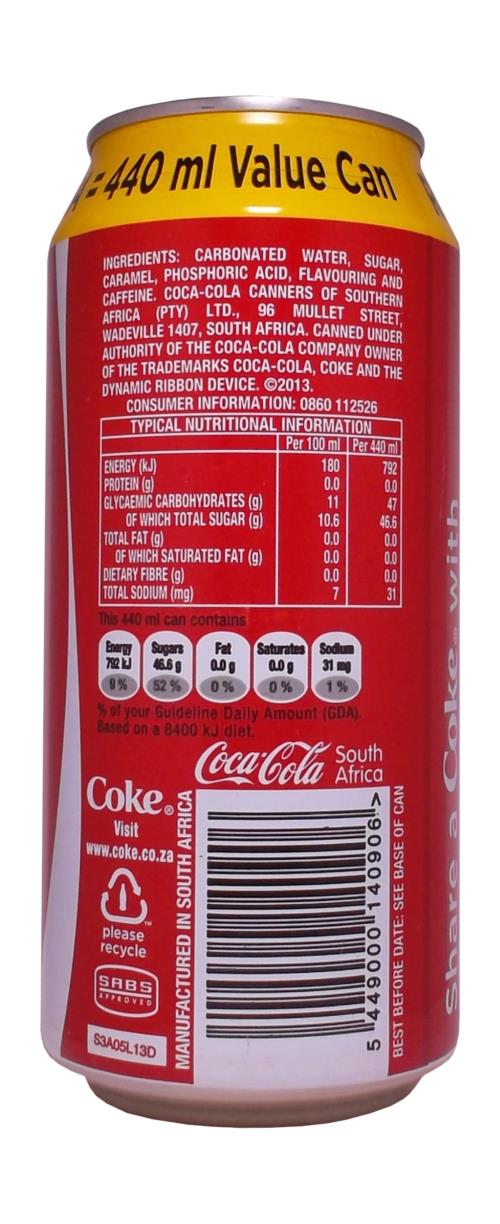 = 440 ml Value Can
INGREDIENTS: CARBONATED WATER, SUGAR,
CARAMEL, PHOSPHORIC ACID, FLAVOURING AND
CAFFEINE. COCA-COLA CANNERS OF SOUTHERN
AFRICA (PTY) LTD., 96 MULLET STREET,
WADEVILLE 1407, SOUTH AFRICA. CANNED UNDER
AUTHORITY OF THE COCA-COLA COMPANY OWNER
OF THE TRADEMARKS COCA-COLA, COKE AND THE
DYNAMIC RIBBON DEVICE. ©2013.
CONSUMER INFORMATION: 0860 112526
TYPICAL NUTRITIONAL INFORMATION
Per 100 ml Per 440 ml
ENERGY (kJ) 180 792
PROTEIN (g) 0.0 0.0
GLYCAEMIC CARBOHYDRATES (g) 11 47
OF WHICH TOTAL SUGAR (g) 10.6 46.6
TOTAL FAT (g) 0.0 0.0
OF WHICH SATURATED FAT (g) 0.0 0.0
DIETARY FIBRE (g) 0.0 0.0
TOTAL SODIUM (mg) 7 31
This 440 ml can contains
Energy Sugars Fat Saturates Sodium
792 kJ 46.6 g 0.0 g 0.0 g 31 mg
9% 52% 0% 0% 1%
% of your Guideline Daily Amount (GDA).
Based on a 8400 kJ diet.
Coca-Cola South
Africa
Coke®
Visit
www.coke.co.za
please
recycle
SABS
APPROVED
S3A05L13D
MANUFACTURED IN SOUTH AFRICA
5 449000 140906 >
BEST BEFORE DATE: SEE BASE OF CAN
Share a Coke® with